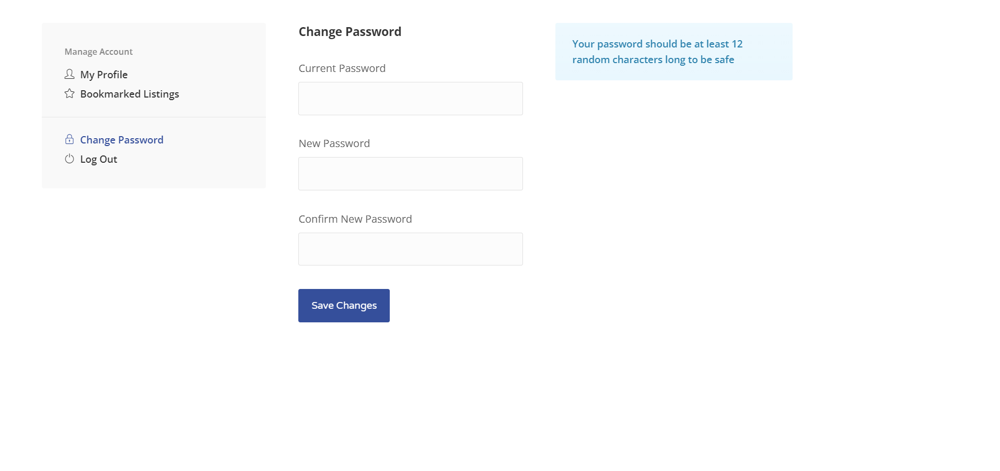 Manage Account
My Profile
Bookmarked Listings
Change Password
Log Out
Change Password
Current Password
New Password
Confirm New Password
Save Changes
Your password should be at least 12
random characters long to be safe